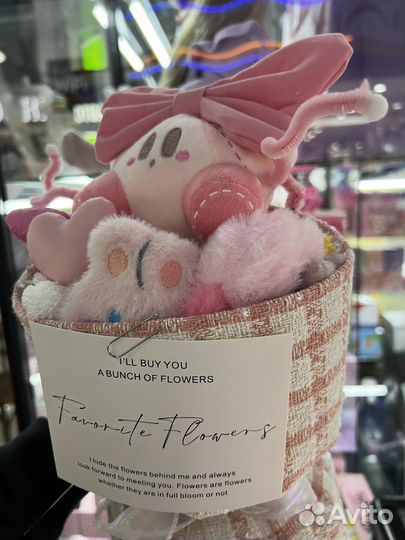 I'LL BUY YOU
A BUNCH OF FLOWERS
Favorite Flowers
I hide the flowers behind me and always
look forward to meeting you. Flowers are flowers
whether they are in full bloom or not
Avito